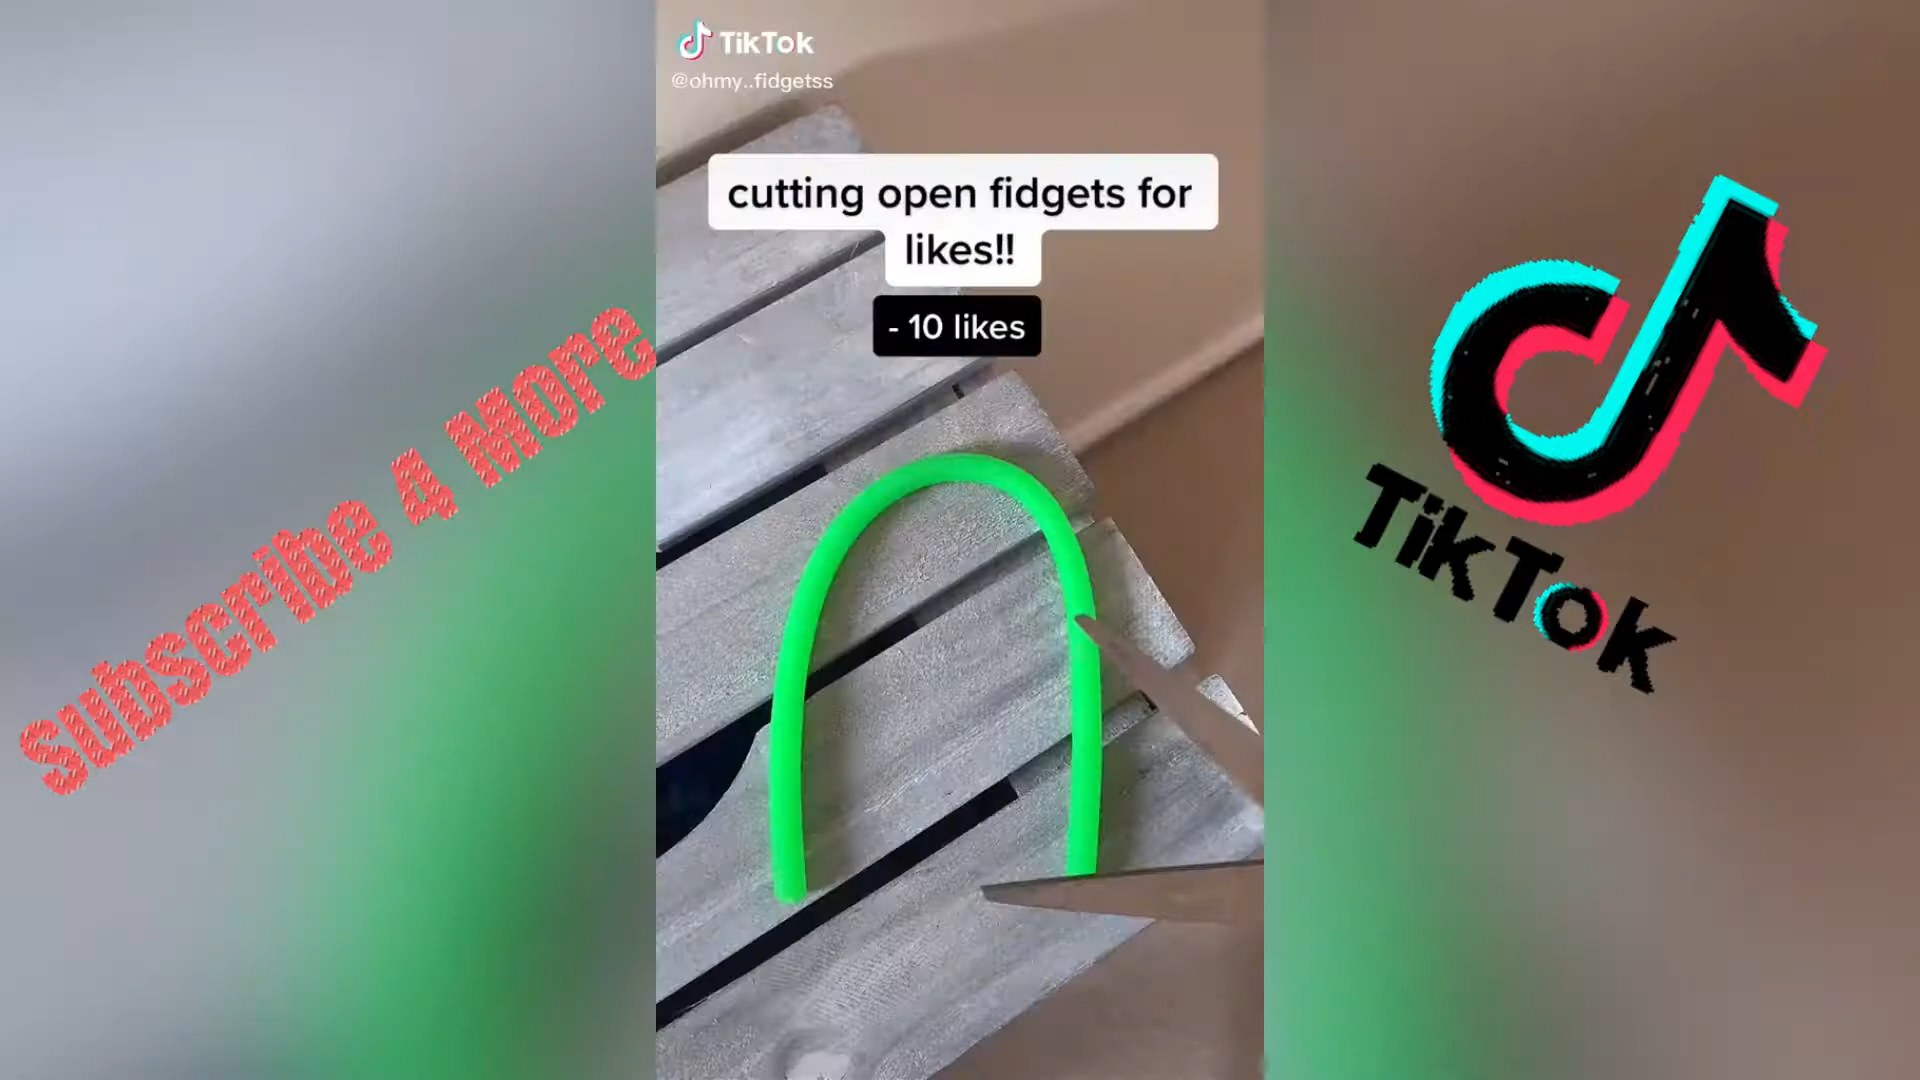 TikTok
@ohmy..fidgetss
cutting open fidgets for
likes!!
- 10 likes
subscribe 4 More
TikTok